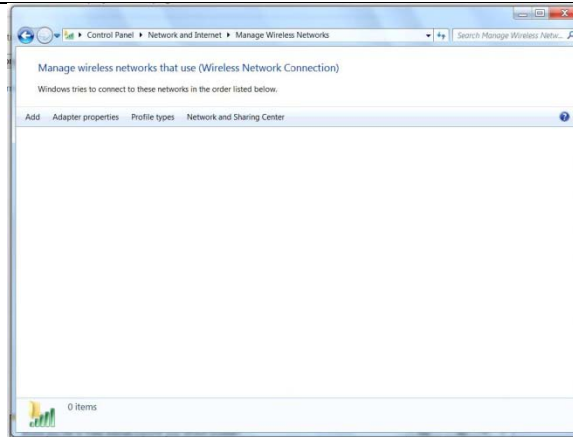 Control Panel ▸ Network and Internet ▸ Manage Wireless Networks
Search Manage Wireless Netw...
Manage wireless networks that use (Wireless Network Connection)
Windows tries to connect to these networks in the order listed below.
Add Adapter properties Profile types Network and Sharing Center
0 items